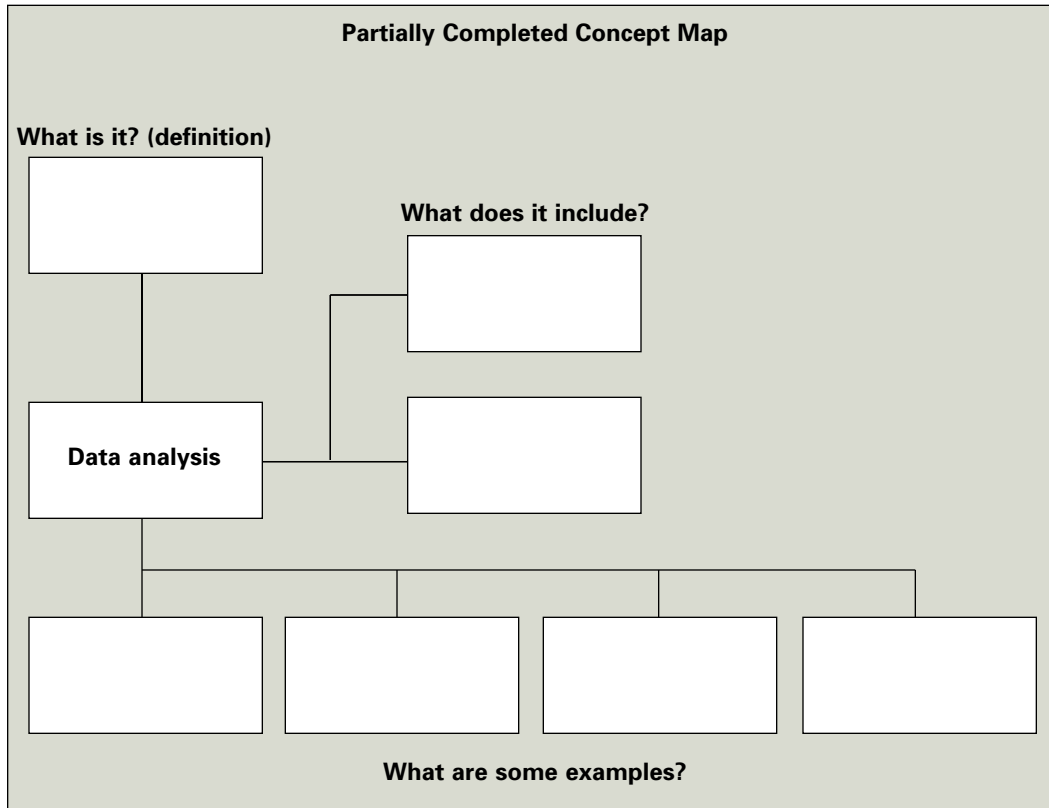 Partially Completed Concept Map
What is it? (definition)
What does it include?
Data analysis
What are some examples?